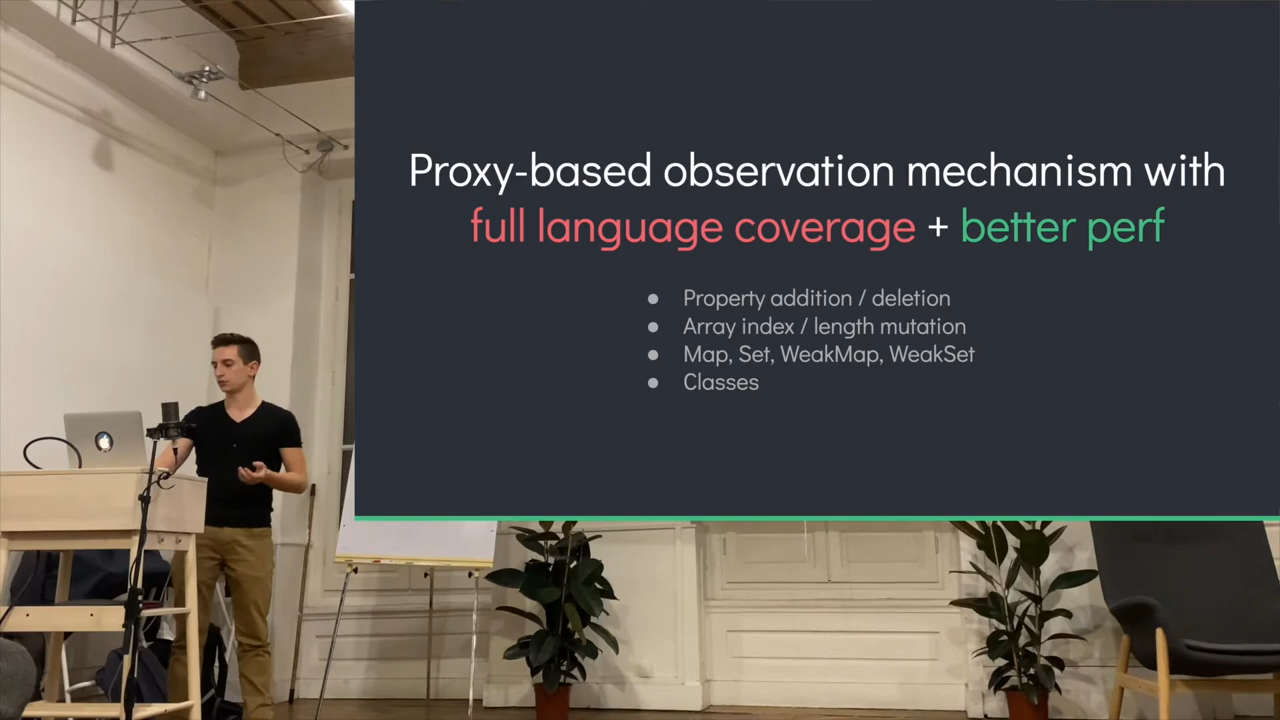 Proxy-based observation mechanism with
full language coverage + better perf
● Property addition / deletion
● Array index / length mutation
● Map, Set, WeakMap, WeakSet
● Classes